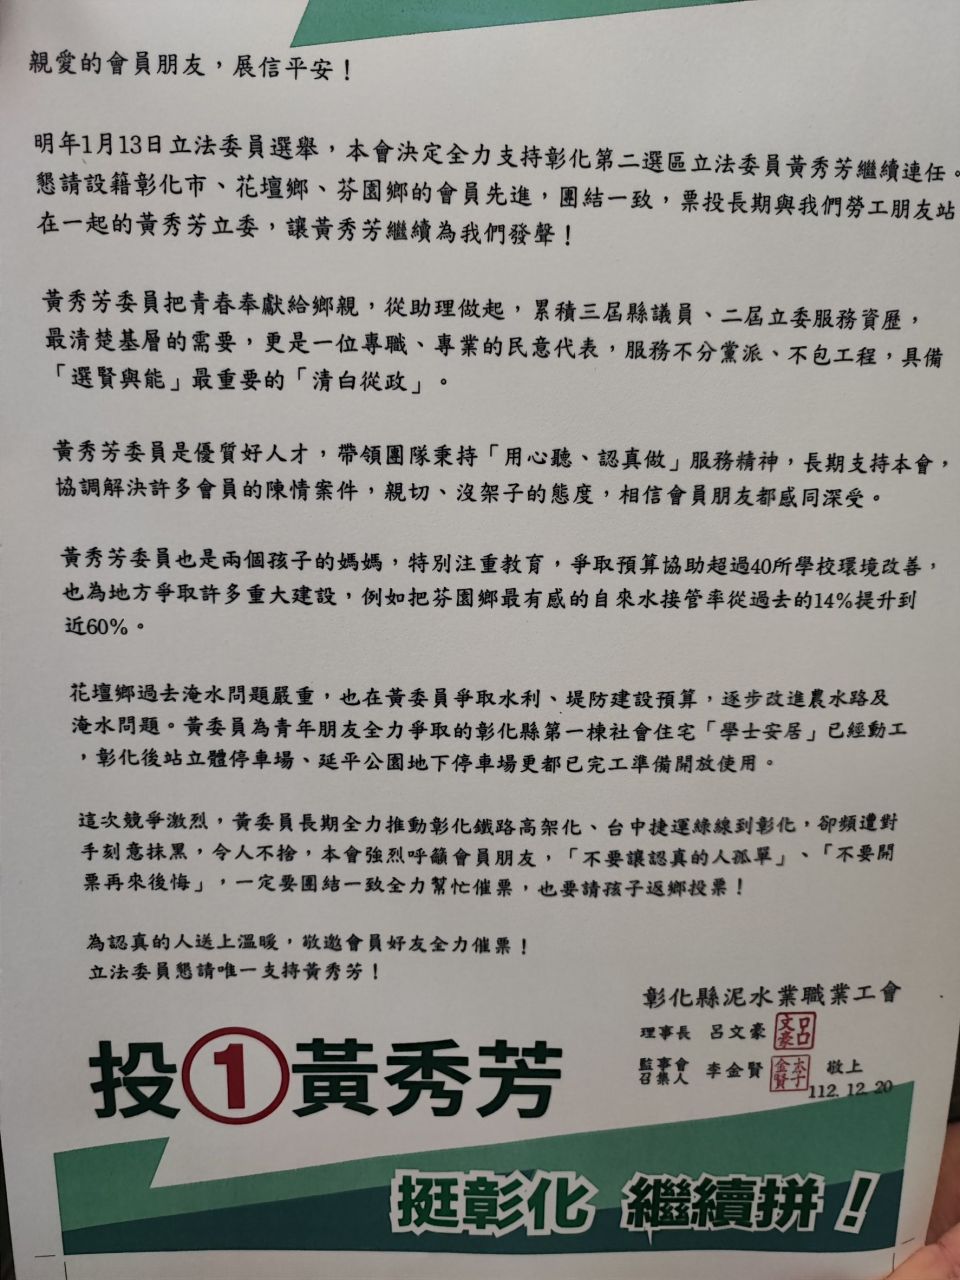 親愛的會員朋友，展信平安！
明年1月13日立法委員選舉，本會決定全力支持彰化第二選區立法委員黃秀芳繼續連任。
懇請設籍彰化市、花壇鄉、芬園鄉的會員先進，團結一致，票投長期與我們勞工朋友站
在一起的黃秀芳立委，讓黃秀芳繼續為我們發聲！
黃秀芳委員把青春奉獻給鄉親，從助理做起，累積三屆縣議員、二屆立委服務資歷，
最清楚基層的需要，更是一位專職、專業的民意代表，服務不分黨派、不包工程，具備
「選賢與能」最重要的「清白從政」。
黃秀芳委員是優質好人才，帶領團隊秉持「用心聽、認真做」服務精神，長期支持本會，
協調解決許多會員的陳情案件，親切、沒架子的態度，相信會員朋友都感同深受。
黃秀芳委員也是兩個孩子的媽媽，特別注重教育，爭取預算協助超過40所學校環境改善，
也為地方爭取許多重大建設，例如把芬園鄉最有感的自來水接管率從過去的14%提升到
近60%。
花壇鄉過去淹水問題嚴重，也在黃委員爭取水利、堤防建設預算，逐步改進農水路及
淹水問題。黃委員為青年朋友全力爭取的彰化縣第一棟社會住宅「學士安居」已經動工
，彰化後站立體停車場、延平公園地下停車場更都已完工準備開放使用。
這次競爭激烈，黃委員長期全力推動彰化鐵路高架化、台中捷運綠線到彰化，卻頻遭對
手刻意抹黑，令人不捨，本會強烈呼籲會員朋友，「不要讓認真的人孤單」、「不要開
票再來後悔」，一定要團結一致全力幫忙催票，也要請孩子返鄉投票！
為認真的人送上溫暖，敬邀會員好友全力催票！
立法委員懇請唯一支持黃秀芳！
彰化縣泥水業職業工會
理事長 呂文豪 呂文豪
監事會召集人 李金賢 李金賢 敬上
112.12.20
投1黃秀芳
挺彰化 繼續拼！